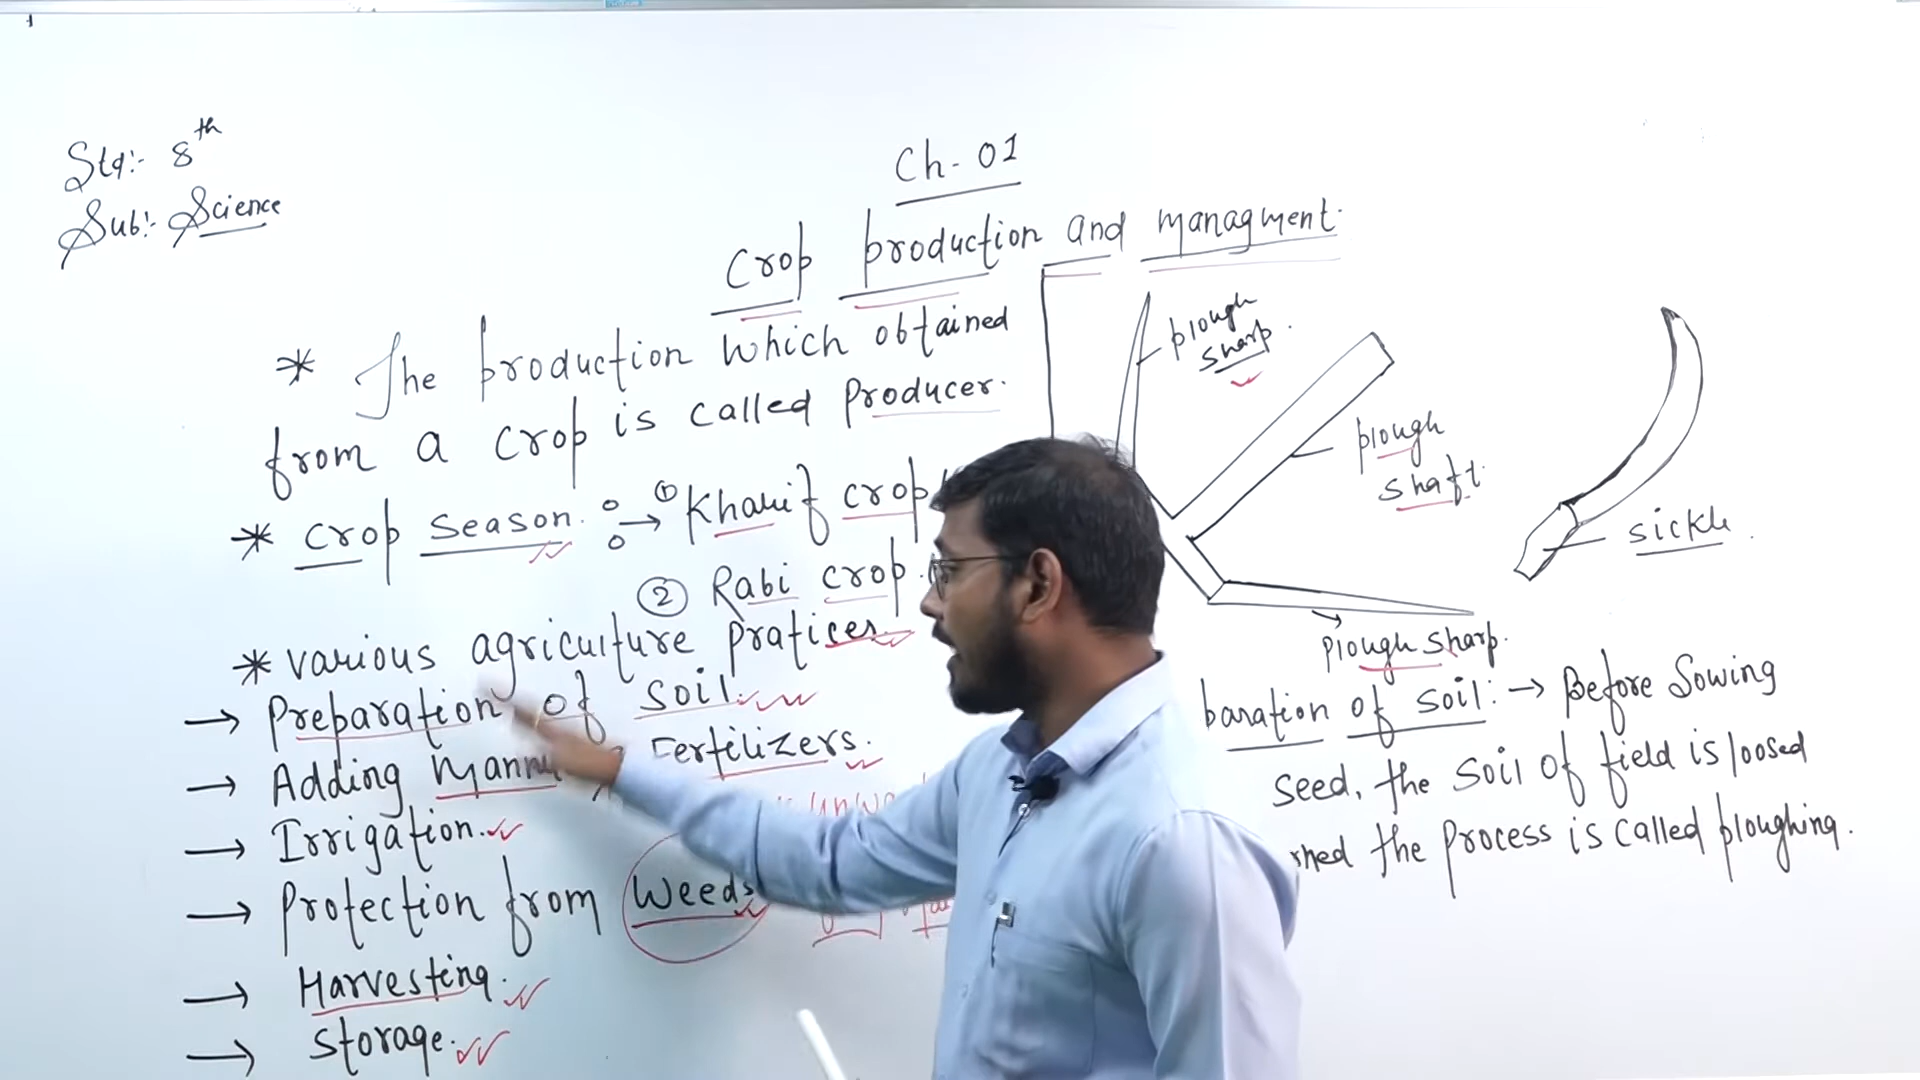 Std:- 8th
Sub:- Science
Ch-01
Crop production and managment.
* The production which obtained
from a crop is called Producer.
* Crop season. : → ① Kharif crop
② Rabi crop.
* various agriculture pratices.
→ Preparation of soil.
→ Adding Mannu Fertilizers.
→ Irrigation.
→ Protection from Weeds
→ Harvesting.
→ Storage.
plough
sharp.
plough
shaft.
sickle.
Plough sharp.
paration of soil: → Before Sowing
seed, the soil of field is loosed
rned the process is called ploughing.